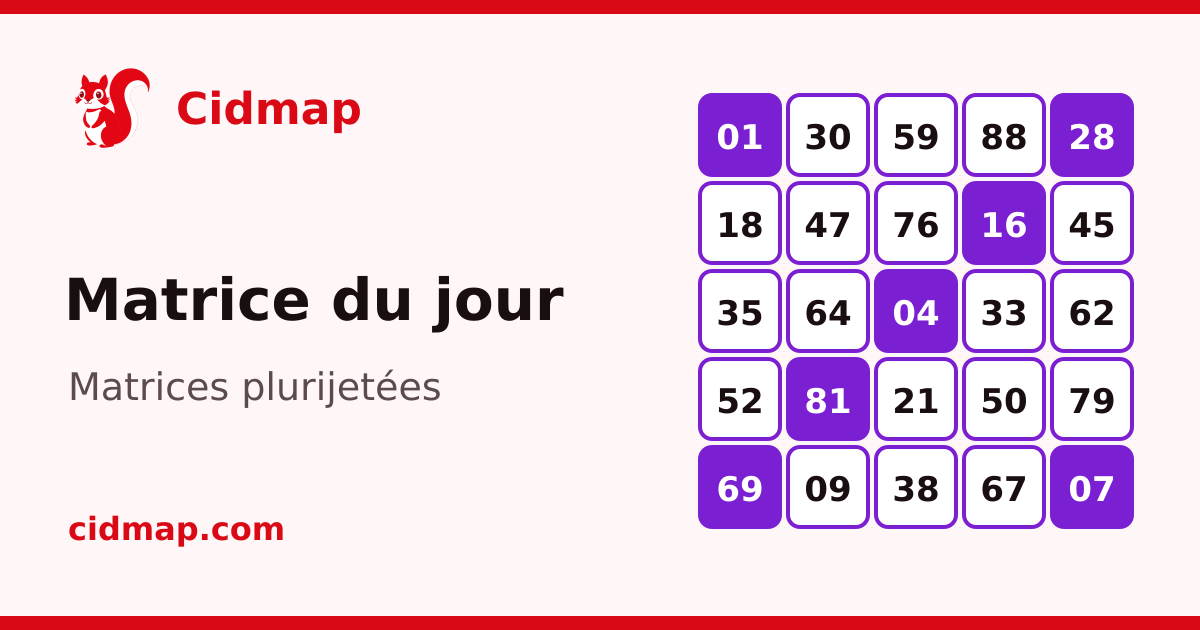 Cidmap
Matrice du jour
Matrices plurijetées
cidmap.com
01 30 59 88 28
18 47 76 16 45
35 64 04 33 62
52 81 21 50 79
69 09 38 67 07